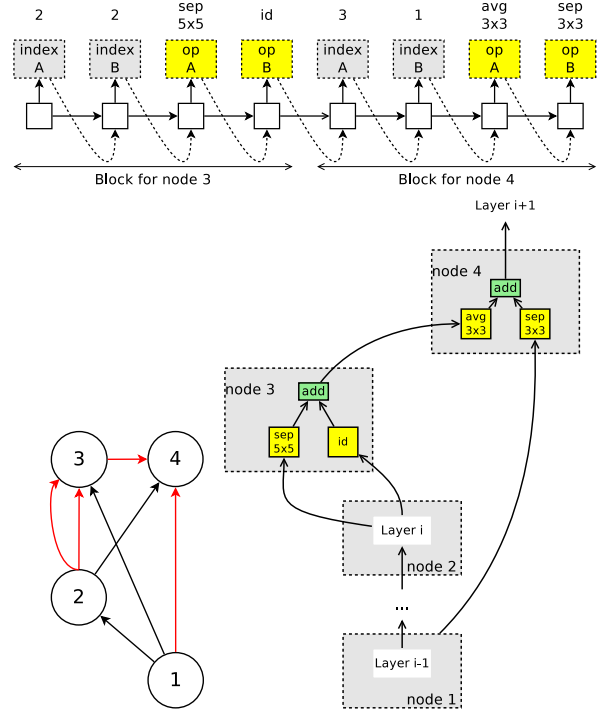 2 2 sep 5x5 id 3 1 avg 3x3 sep 3x3
index A index B op A op B index A index B op A op B
Block for node 3 Block for node 4
Layer i+1
node 4
add
avg 3x3 sep 3x3
node 3
add
sep 5x5 id
3 4
Layer i
2
node 2
...
1
Layer i-1
node 1